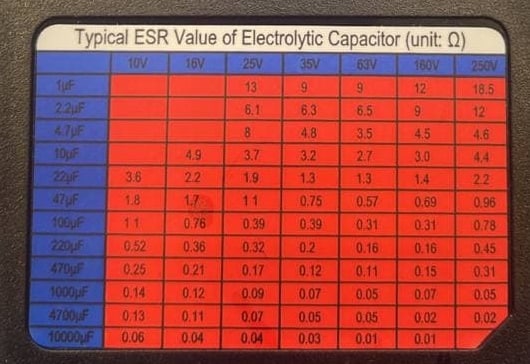 Typical ESR Value of Electrolytic Capacitor (unit: Ω)
10V 16V 25V 35V 63V 160V 250V
1µF 13 9 9 12 18.5
2.2µF 6.1 6.3 6.5 9 12
4.7µF 8 4.8 3.5 4.5 4.6
10µF 4.9 3.7 3.2 2.7 3.0 4.4
22µF 3.6 2.2 1.9 1.3 1.3 1.4 2.2
47µF 1.8 1.7 1 1 0.75 0.57 0.69 0.96
100µF 1 1 0.76 0.39 0.39 0.31 0.31 0.78
220µF 0.52 0.36 0.32 0.2 0.16 0.16 0.45
470µF 0.25 0.21 0.17 0.12 0.11 0.15 0.31
1000µF 0.14 0.12 0.09 0.07 0.05 0.07 0.05
4700µF 0.13 0.11 0.07 0.05 0.05 0.02 0.02
10000µF 0.06 0.04 0.04 0.03 0.01 0.01